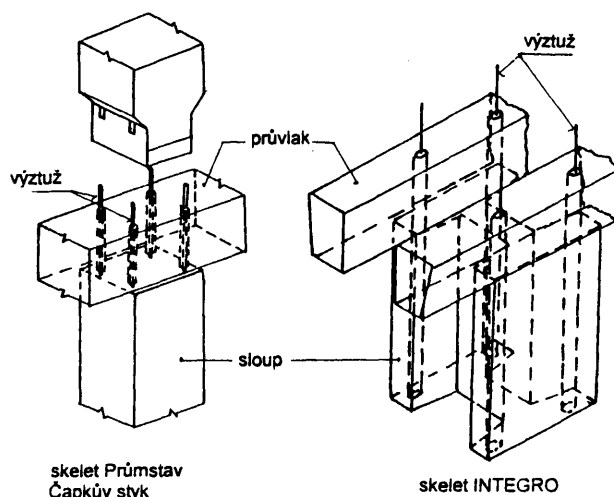 výztuž
průvlak
výztuž
sloup
skelet Průmstav
Čapkův styk
skelet INTEGRO